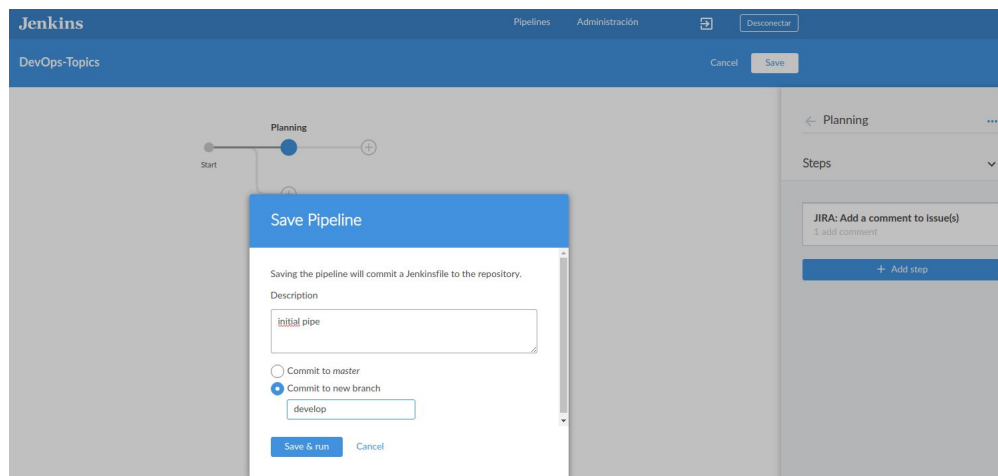 Jenkins
Pipelines Administración Desconectar
DevOps-Topics
Cancel Save
Planning
Start
Planning
Steps
JIRA: Add a comment to issue(s)
1 add comment
+ Add step
Save Pipeline
Saving the pipeline will commit a Jenkinsfile to the repository.
Description
initial pipe
Commit to master
Commit to new branch
develop
Save & run Cancel